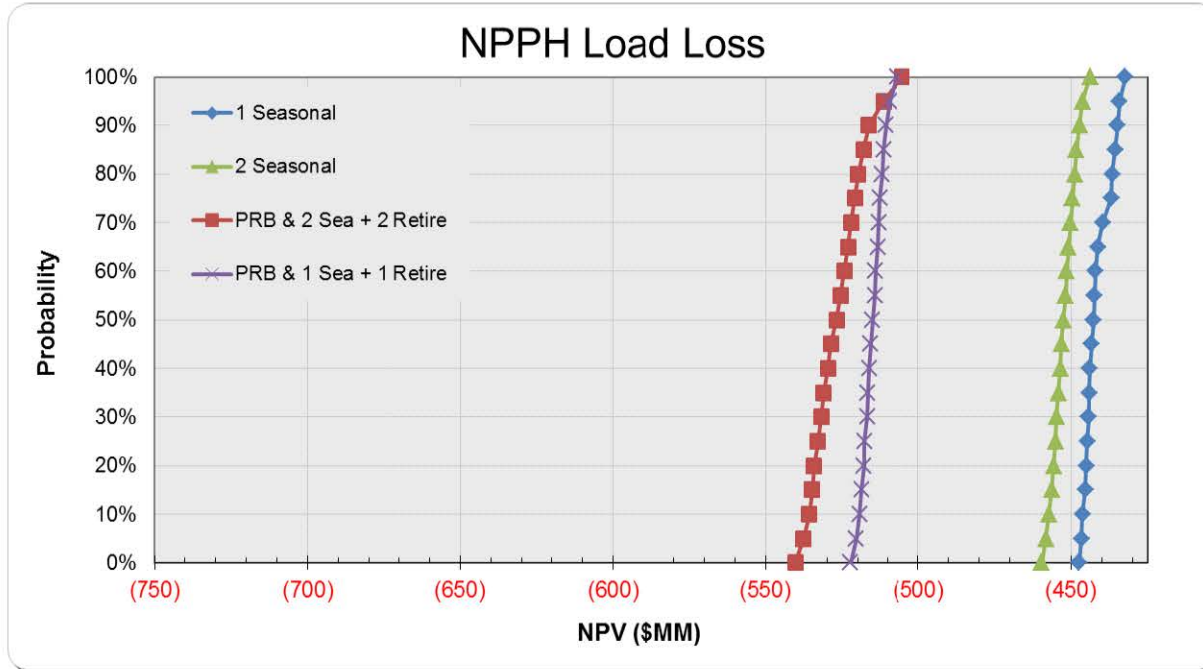 NPPH Load Loss
100%
90%
80%
70%
60%
50%
40%
30%
20%
10%
0%
Probability
1 Seasonal
2 Seasonal
PRB & 2 Sea + 2 Retire
PRB & 1 Sea + 1 Retire
(750) (700) (650) (600) (550) (500) (450)
NPV ($MM)